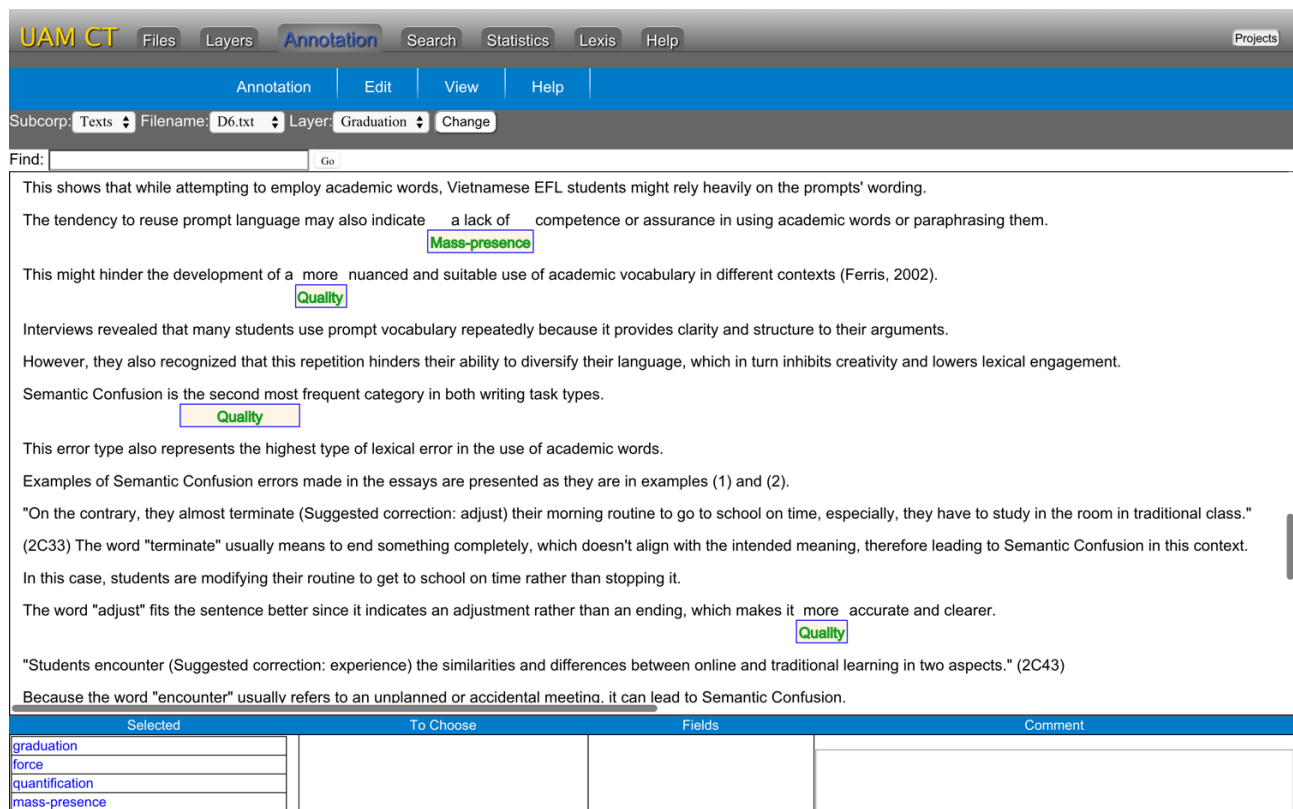 UAM CT Files Layers Annotation Search Statistics Lexis Help Projects
Annotation Edit View Help
Subcorp: Texts Filename: D6.txt Layer: Graduation Change
Find: Go
This shows that while attempting to employ academic words, Vietnamese EFL students might rely heavily on the prompts' wording.
The tendency to reuse prompt language may also indicate a lack of competence or assurance in using academic words or paraphrasing them.
Mass-presence
This might hinder the development of a more nuanced and suitable use of academic vocabulary in different contexts (Ferris, 2002).
Quality
Interviews revealed that many students use prompt vocabulary repeatedly because it provides clarity and structure to their arguments.
However, they also recognized that this repetition hinders their ability to diversify their language, which in turn inhibits creativity and lowers lexical engagement.
Semantic Confusion is the second most frequent category in both writing task types.
Quality
This error type also represents the highest type of lexical error in the use of academic words.
Examples of Semantic Confusion errors made in the essays are presented as they are in examples (1) and (2).
"On the contrary, they almost terminate (Suggested correction: adjust) their morning routine to go to school on time, especially, they have to study in the room in traditional class."
(2C33) The word "terminate" usually means to end something completely, which doesn't align with the intended meaning, therefore leading to Semantic Confusion in this context.
In this case, students are modifying their routine to get to school on time rather than stopping it.
The word "adjust" fits the sentence better since it indicates an adjustment rather than an ending, which makes it more accurate and clearer.
Quality
"Students encounter (Suggested correction: experience) the similarities and differences between online and traditional learning in two aspects." (2C43)
Because the word "encounter" usually refers to an unplanned or accidental meeting, it can lead to Semantic Confusion.
Selected To Choose Fields Comment
graduation
force
quantification
mass-presence